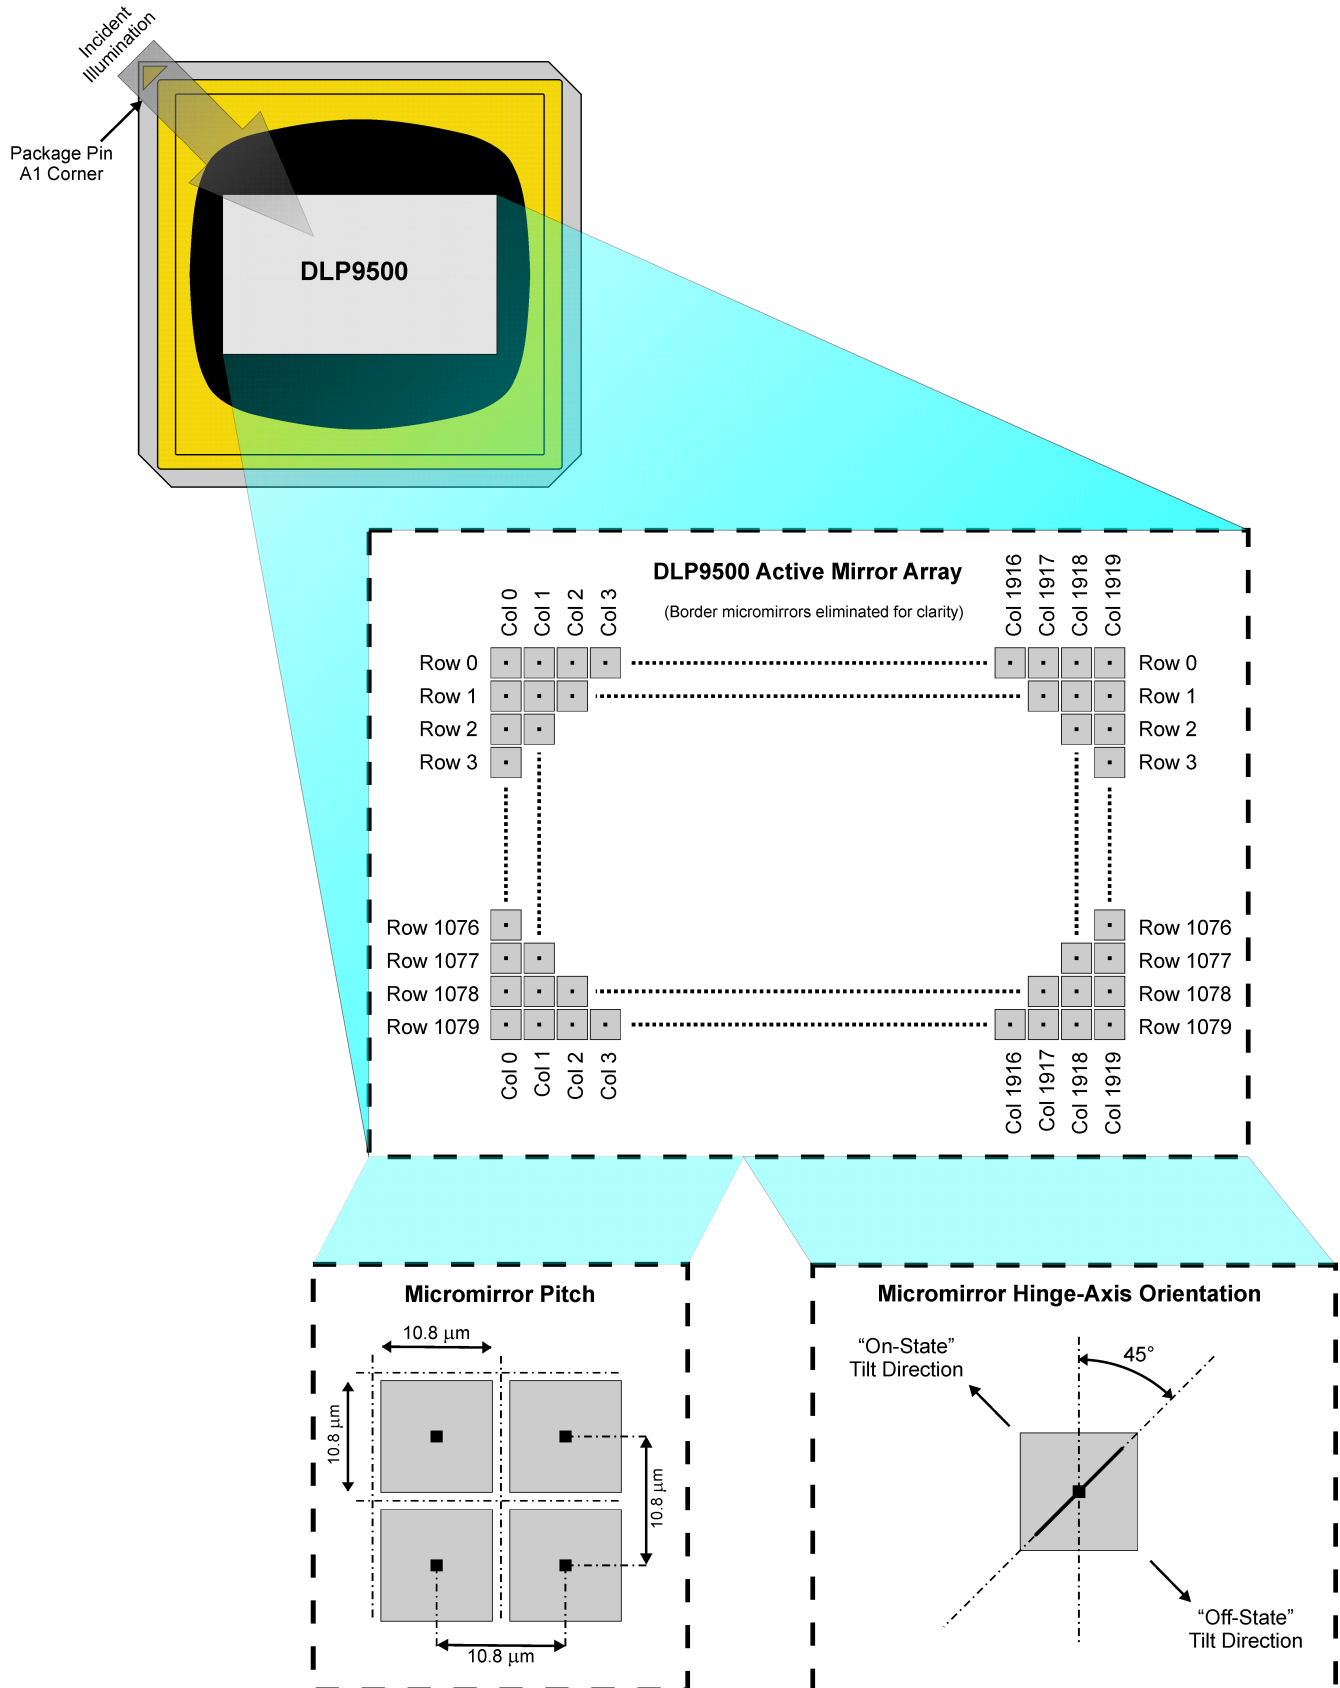 Incident
Illumination
Package Pin
A1 Corner
DLP9500
DLP9500 Active Mirror Array
(Border micromirrors eliminated for clarity)
Col 0
Col 1
Col 2
Col 3
Col 1916
Col 1917
Col 1918
Col 1919
Row 0
Row 0
Row 1
Row 1
Row 2
Row 2
Row 3
Row 3
Row 1076
Row 1076
Row 1077
Row 1077
Row 1078
Row 1078
Row 1079
Row 1079
Col 0
Col 1
Col 2
Col 3
Col 1916
Col 1917
Col 1918
Col 1919
Micromirror Pitch
10.8 µm
10.8 µm
10.8 µm
10.8 µm
Micromirror Hinge-Axis Orientation
“On-State”
Tilt Direction
45°
“Off-State”
Tilt Direction